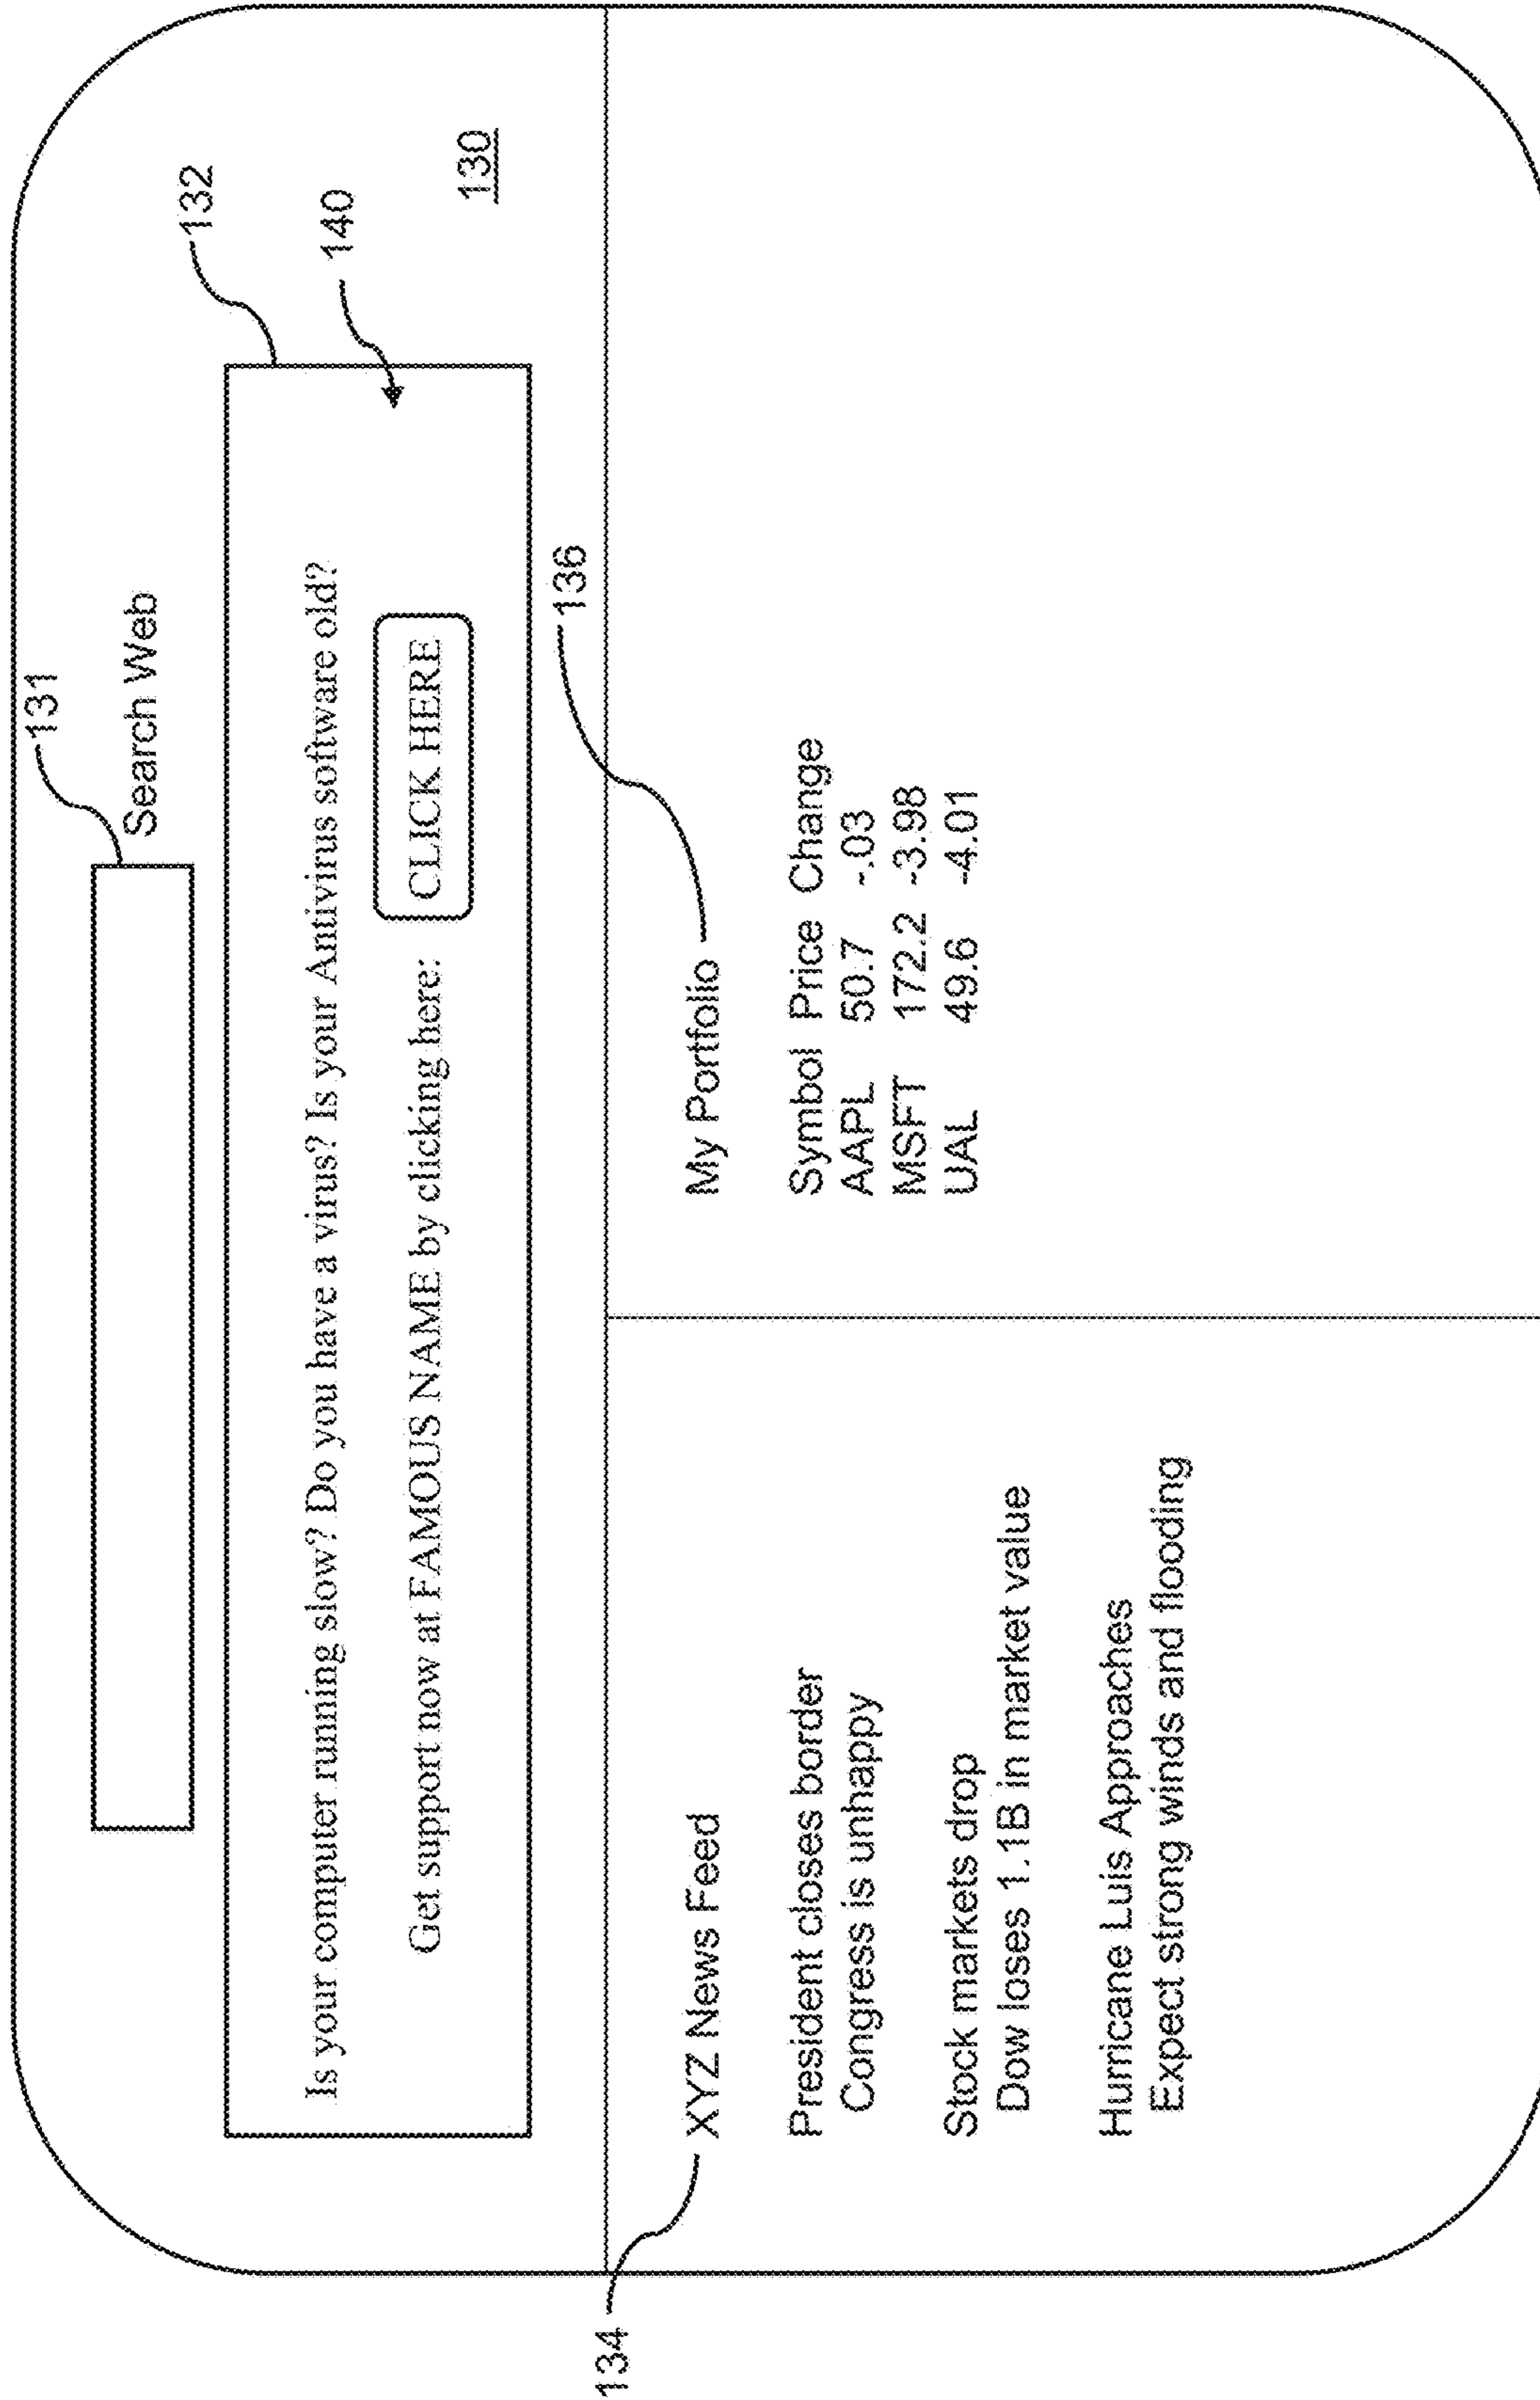 131
Search Web
132
Is your computer running slow? Do you have a virus? Is your Antivirus software old?
140
Get support now at FAMOUS NAME by clicking here: CLICK HERE
130
136
134
XYZ News Feed
President closes border
Congress is unhappy
Stock markets drop
Dow loses 1.1B in market value
Hurricane Luis Approaches
Expect strong winds and flooding
My Portfolio
Symbol Price Change
AAPL 50.7 -.03
MSFT 172.2 -3.98
UAL 49.6 -4.01